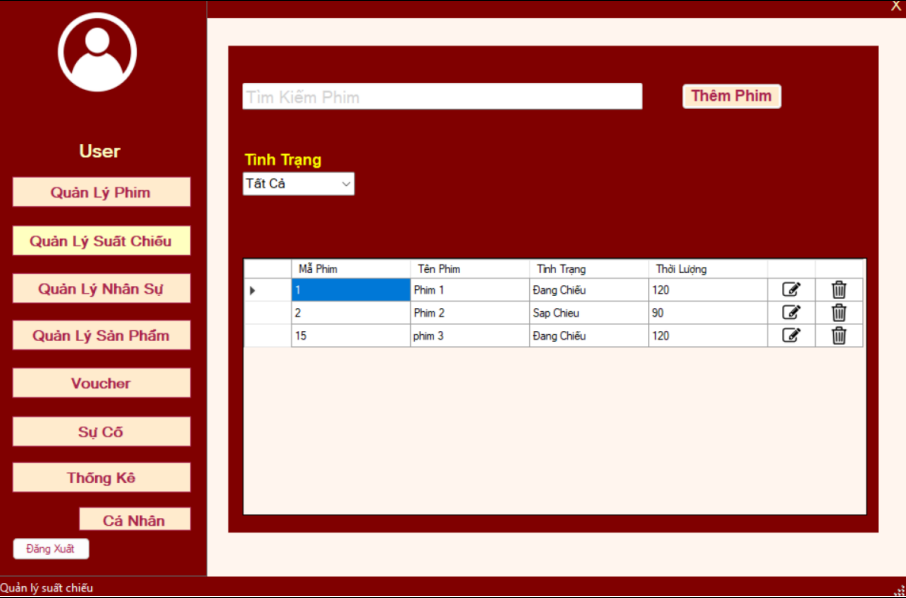 X
User
Quản Lý Phim
Quản Lý Suất Chiếu
Quản Lý Nhân Sự
Quản Lý Sản Phẩm
Voucher
Sự Cố
Thống Kê
Cá Nhân
Đăng Xuất
Tìm Kiếm Phim
Thêm Phim
Tình Trạng
Tất Cả
Mã Phim Tên Phim Tình Trạng Thời Lượng
1 Phim 1 Đang Chiếu 120
2 Phim 2 Sap Chieu 90
15 phim 3 Đang Chiếu 120
Quản lý suất chiếu